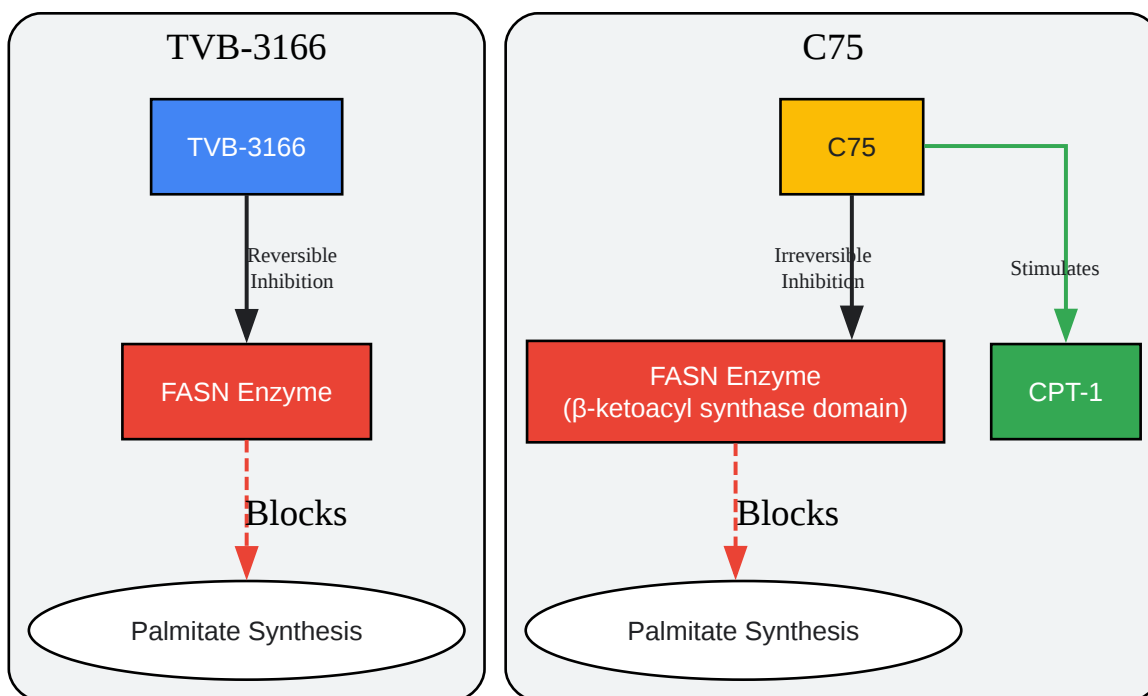 TVB-3166
TVB-3166
Reversible
Inhibition
FASN Enzyme
Blocks
Palmitate Synthesis
C75
C75
Irreversible
Inhibition
Stimulates
FASN Enzyme
(β-ketoacyl synthase domain)
CPT-1
Blocks
Palmitate Synthesis